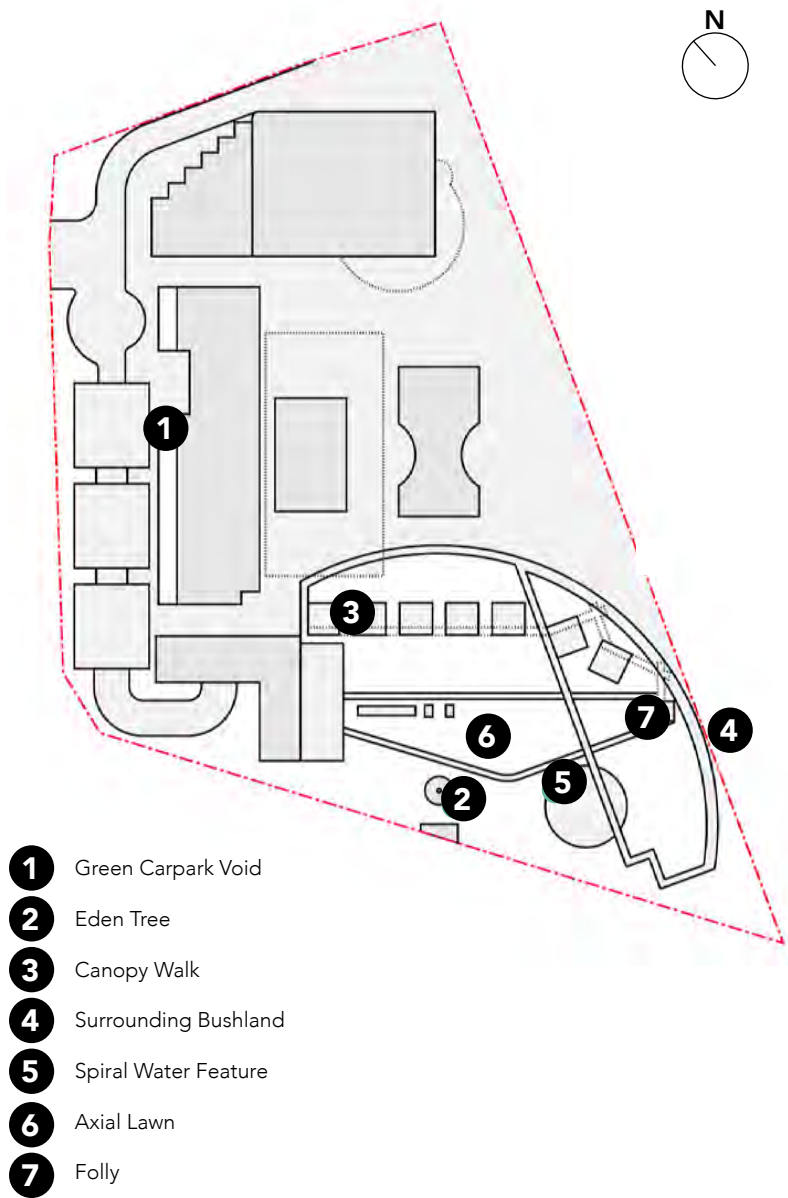 N
1
3
7
4
6
5
2
1 Green Carpark Void
2 Eden Tree
3 Canopy Walk
4 Surrounding Bushland
5 Spiral Water Feature
6 Axial Lawn
7 Folly